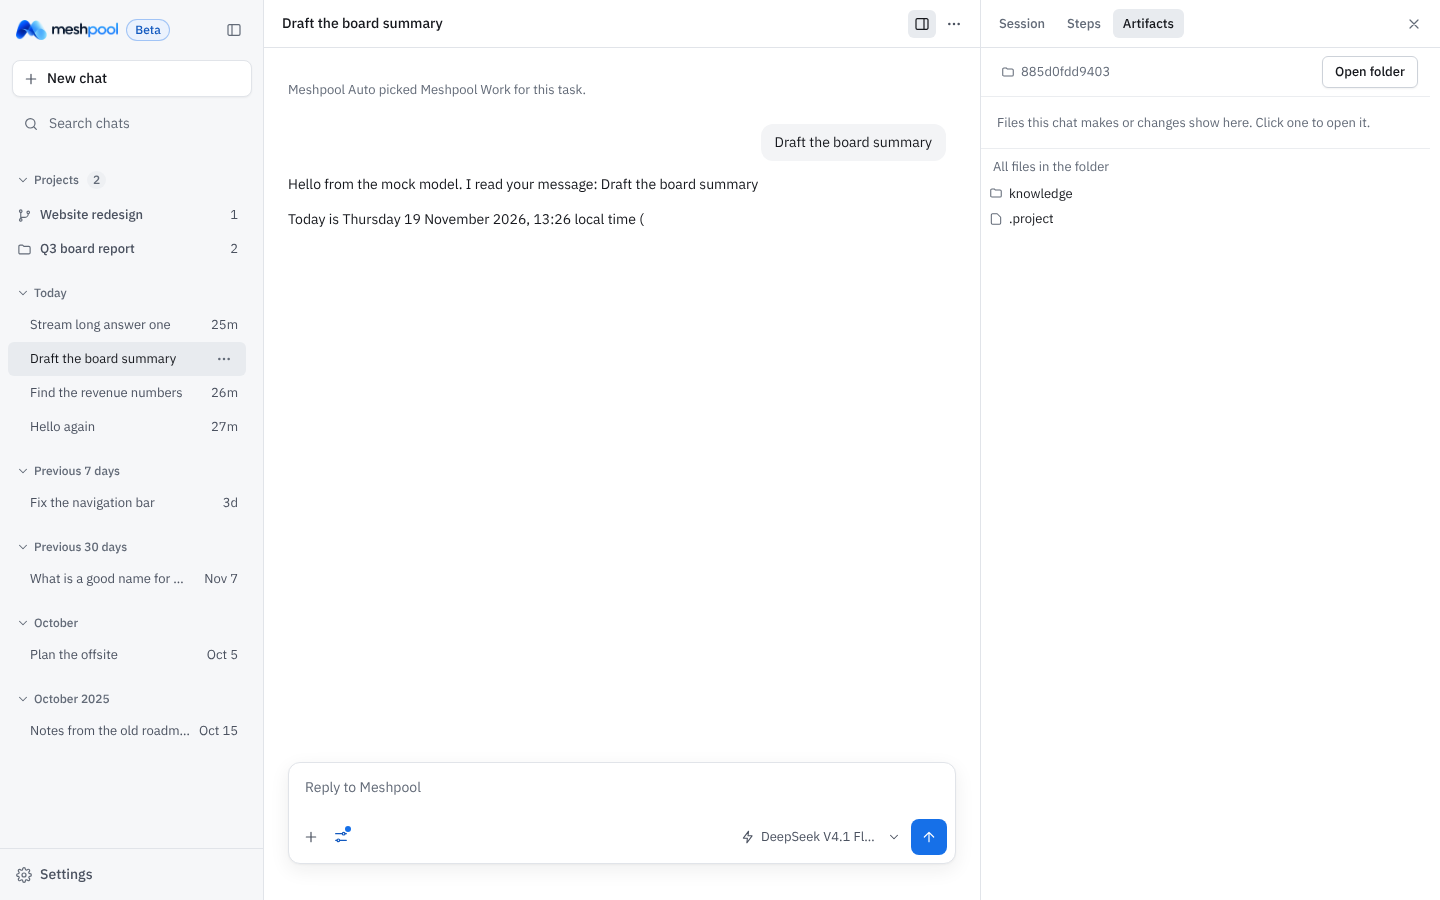 meshpool Beta
New chat
Search chats
Projects 2
Website redesign 1
Q3 board report 2
Today
Stream long answer one 25m
Draft the board summary
Find the revenue numbers 26m
Hello again 27m
Previous 7 days
Fix the navigation bar 3d
Previous 30 days
What is a good name for ... Nov 7
October
Plan the offsite Oct 5
October 2025
Notes from the old roadm... Oct 15
Settings
Draft the board summary
Meshpool Auto picked Meshpool Work for this task.
Draft the board summary
Hello from the mock model. I read your message: Draft the board summary
Today is Thursday 19 November 2026, 13:26 local time (
Reply to Meshpool
DeepSeek V4.1 Fl...
Session Steps Artifacts
885d0fdd9403 Open folder
Files this chat makes or changes show here. Click one to open it.
All files in the folder
knowledge
.project